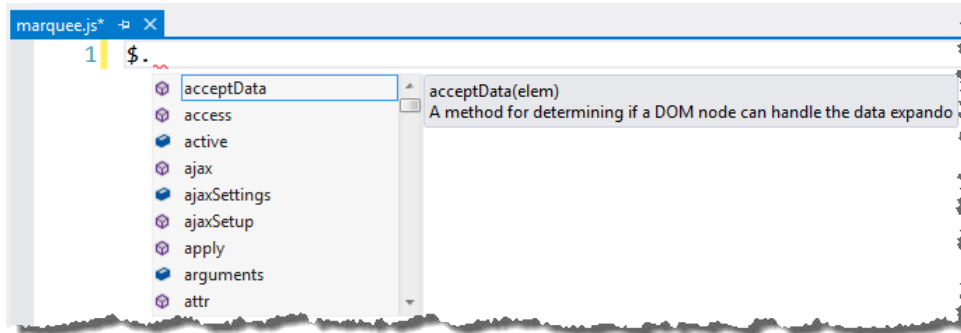 marquee.js*
1 $.
acceptData
access
active
ajax
ajaxSettings
ajaxSetup
apply
arguments
attr
acceptData(elem)
A method for determining if a DOM node can handle the data expando